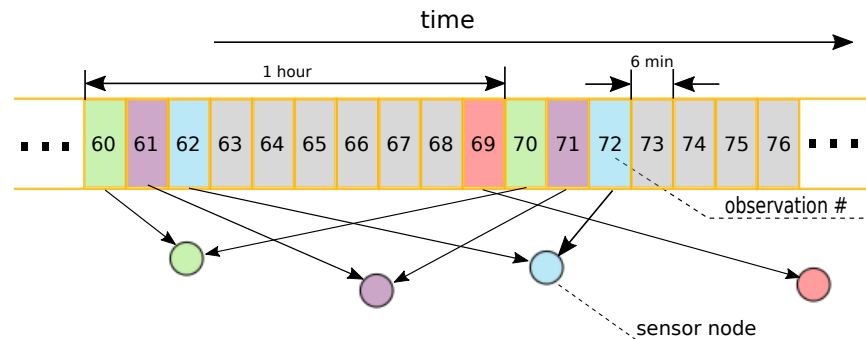 time
1 hour
6 min
60 61 62 63 64 65 66 67 68 69 70 71 72 73 74 75 76
observation #
sensor node